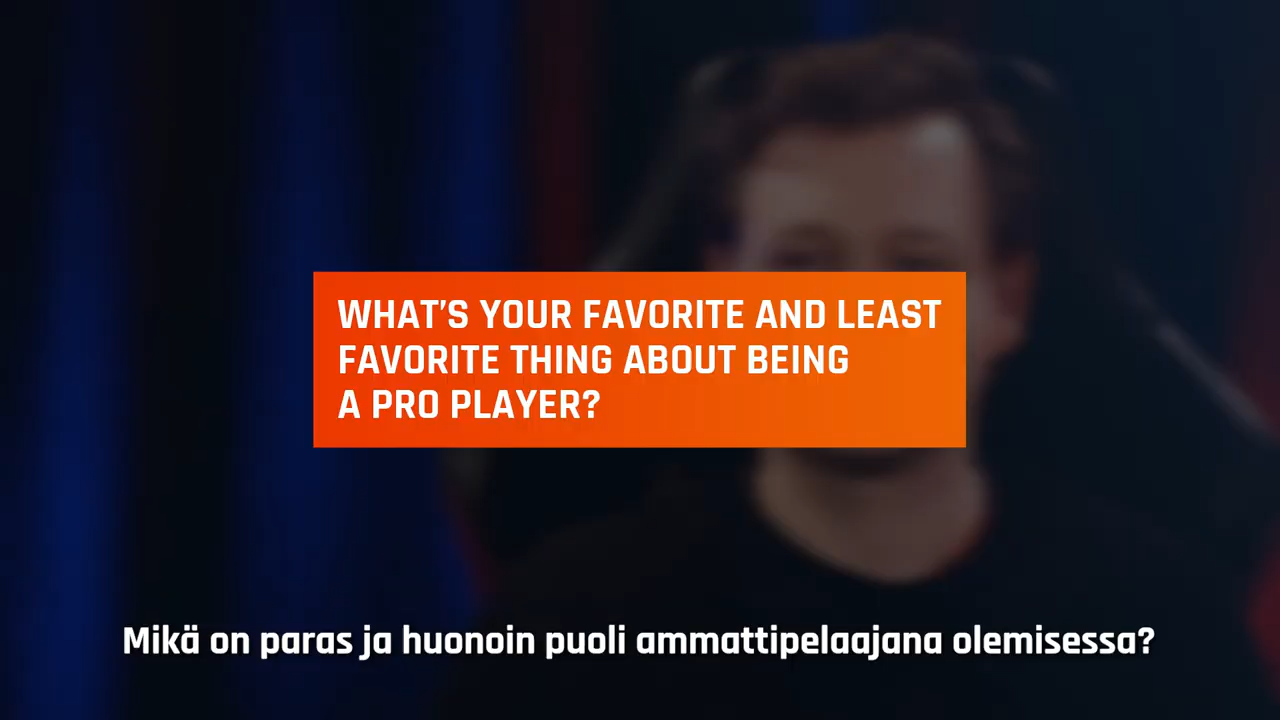 WHAT'S YOUR FAVORITE AND LEAST
FAVORITE THING ABOUT BEING
A PRO PLAYER?
Mikä on paras ja huonoin puoli ammattipelaajana olemisessa?